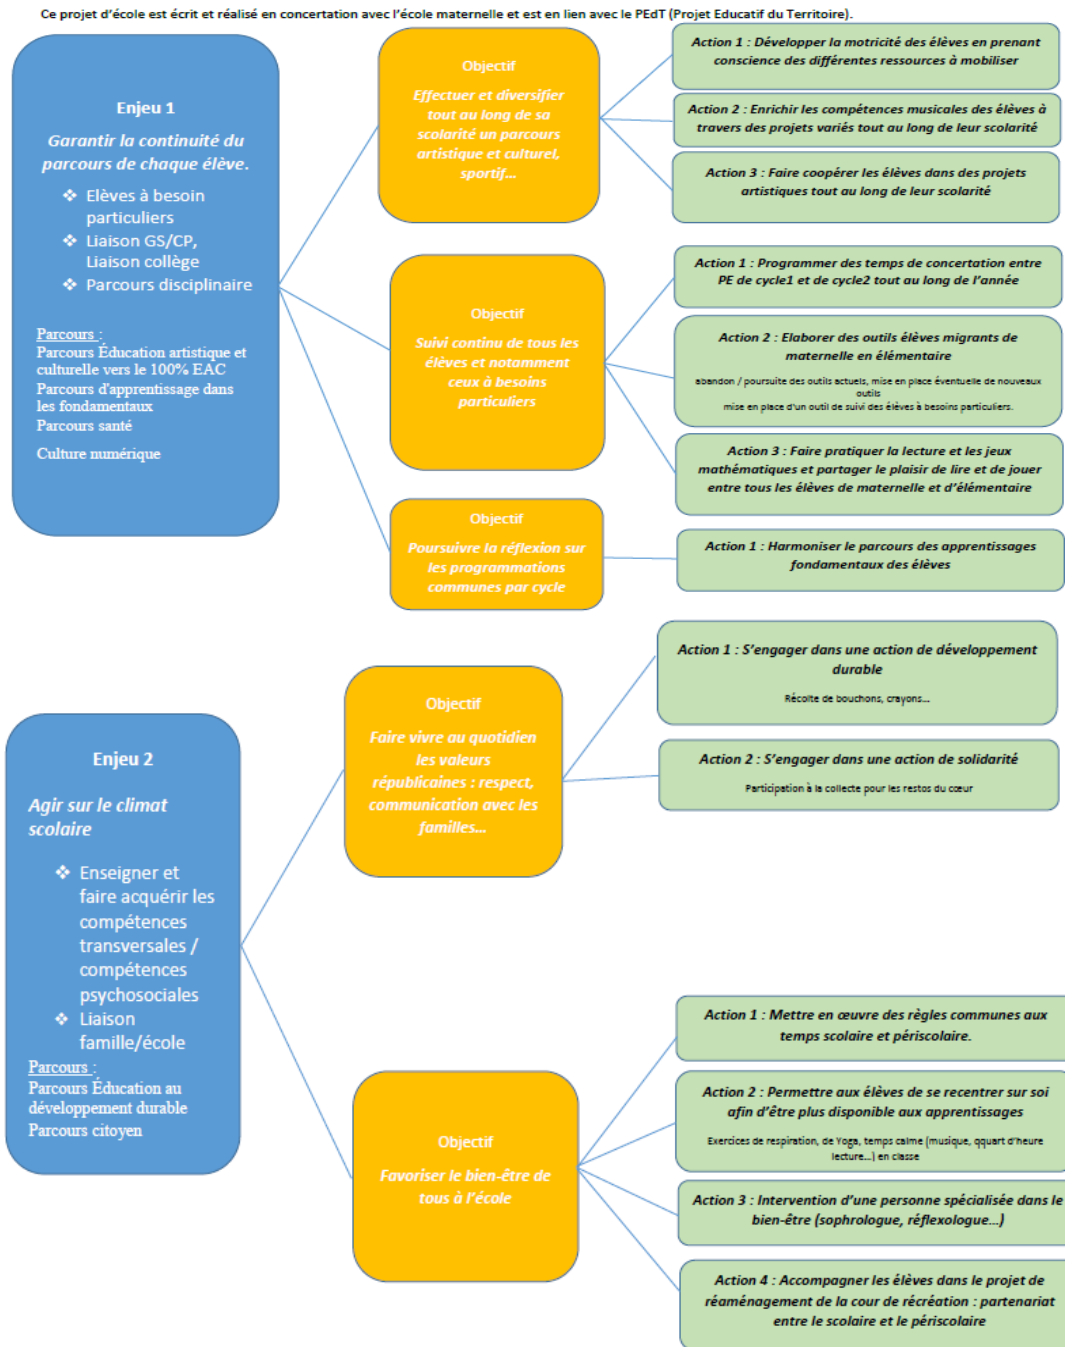 Ce projet d'école est écrit et réalisé en concertation avec l'école maternelle et est en lien avec le PEdT (Projet Educatif du Territoire).
Enjeu 1
Garantir la continuité du
parcours de chaque élève.
❖ Elèves à besoin
particuliers
❖ Liaison GS/CP,
Liaison collège
❖ Parcours disciplinaire
Parcours :
Parcours Éducation artistique et
culturelle vers le 100% EAC
Parcours d'apprentissage dans
les fondamentaux
Parcours santé
Culture numérique
Objectif
Effectuer et diversifier
tout au long de sa
scolarité un parcours
artistique et culturel,
sportif...
Action 1 : Développer la motricité des élèves en prenant
conscience des différentes ressources à mobiliser
Action 2 : Enrichir les compétences musicales des élèves à
travers des projets variés tout au long de leur scolarité
Action 3 : Faire coopérer les élèves dans des projets
artistiques tout au long de leur scolarité
Objectif
Suivi continu de tous les
élèves et notamment
ceux à besoins
particuliers
Action 1 : Programmer des temps de concertation entre
PE de cycle1 et de cycle2 tout au long de l'année
Action 2 : Elaborer des outils élèves migrants de
maternelle en élémentaire
abandon / poursuite des outils actuels, mise en place éventuelle de nouveaux
outils
mise en place d'un outil de suivi des élèves à besoins particuliers.
Action 3 : Faire pratiquer la lecture et les jeux
mathématiques et partager le plaisir de lire et de jouer
entre tous les élèves de maternelle et d'élémentaire
Objectif
Poursuivre la réflexion sur
les programmations
communes par cycle
Action 1 : Harmoniser le parcours des apprentissages
fondamentaux des élèves
Enjeu 2
Agir sur le climat
scolaire
❖ Enseigner et
faire acquérir les
compétences
transversales /
compétences
psychosociales
❖ Liaison
famille/école
Parcours :
Parcours Éducation au
développement durable
Parcours citoyen
Objectif
Faire vivre au quotidien
les valeurs
républicaines : respect,
communication avec les
familles...
Action 1 : S'engager dans une action de développement
durable
Récolte de bouchons, crayons...
Action 2 : S'engager dans une action de solidarité
Participation à la collecte pour les restos du cœur
Objectif
Favoriser le bien-être de
tous à l'école
Action 1 : Mettre en œuvre des règles communes aux
temps scolaire et périscolaire.
Action 2 : Permettre aux élèves de se recentrer sur soi
afin d'être plus disponible aux apprentissages
Exercices de respiration, de Yoga, temps calme (musique, qquart d'heure
lecture...) en classe
Action 3 : Intervention d'une personne spécialisée dans le
bien-être (sophrologue, réflexologue...)
Action 4 : Accompagner les élèves dans le projet de
réaménagement de la cour de récréation : partenariat
entre le scolaire et le périscolaire